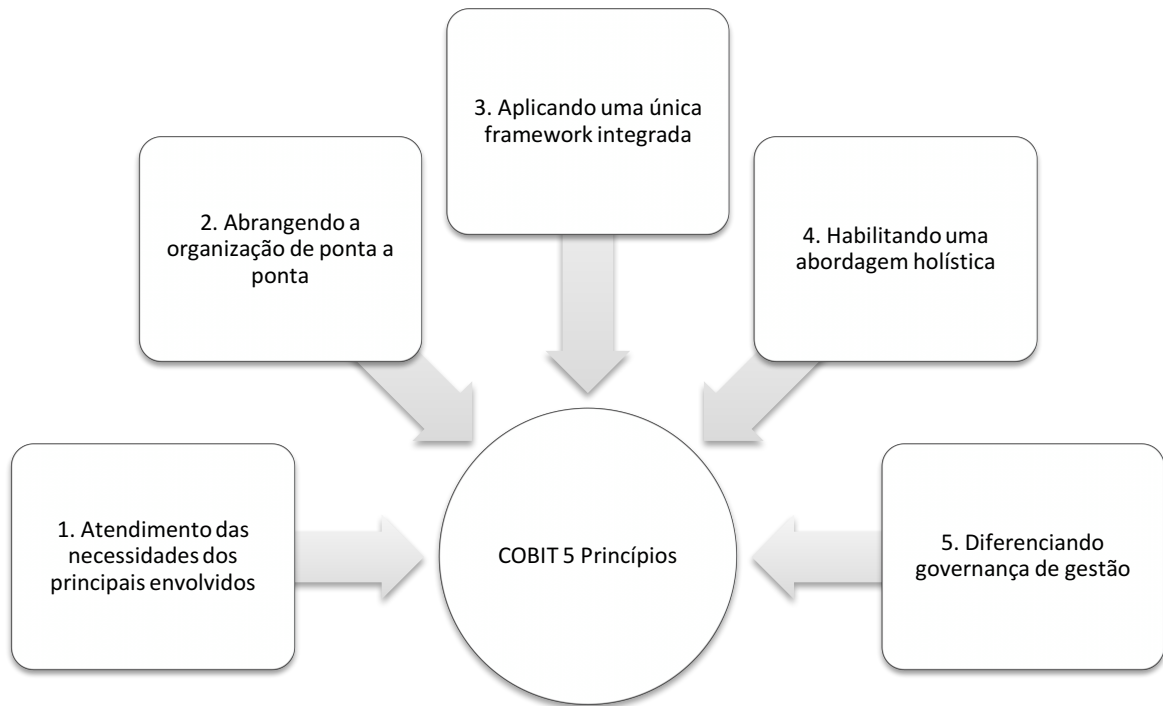 1. Atendimento das
necessidades dos
principais envolvidos
2. Abrangendo a
organização de ponta a
ponta
3. Aplicando uma única
framework integrada
4. Habilitando uma
abordagem holística
5. Diferenciando
governança de gestão
COBIT 5 Princípios